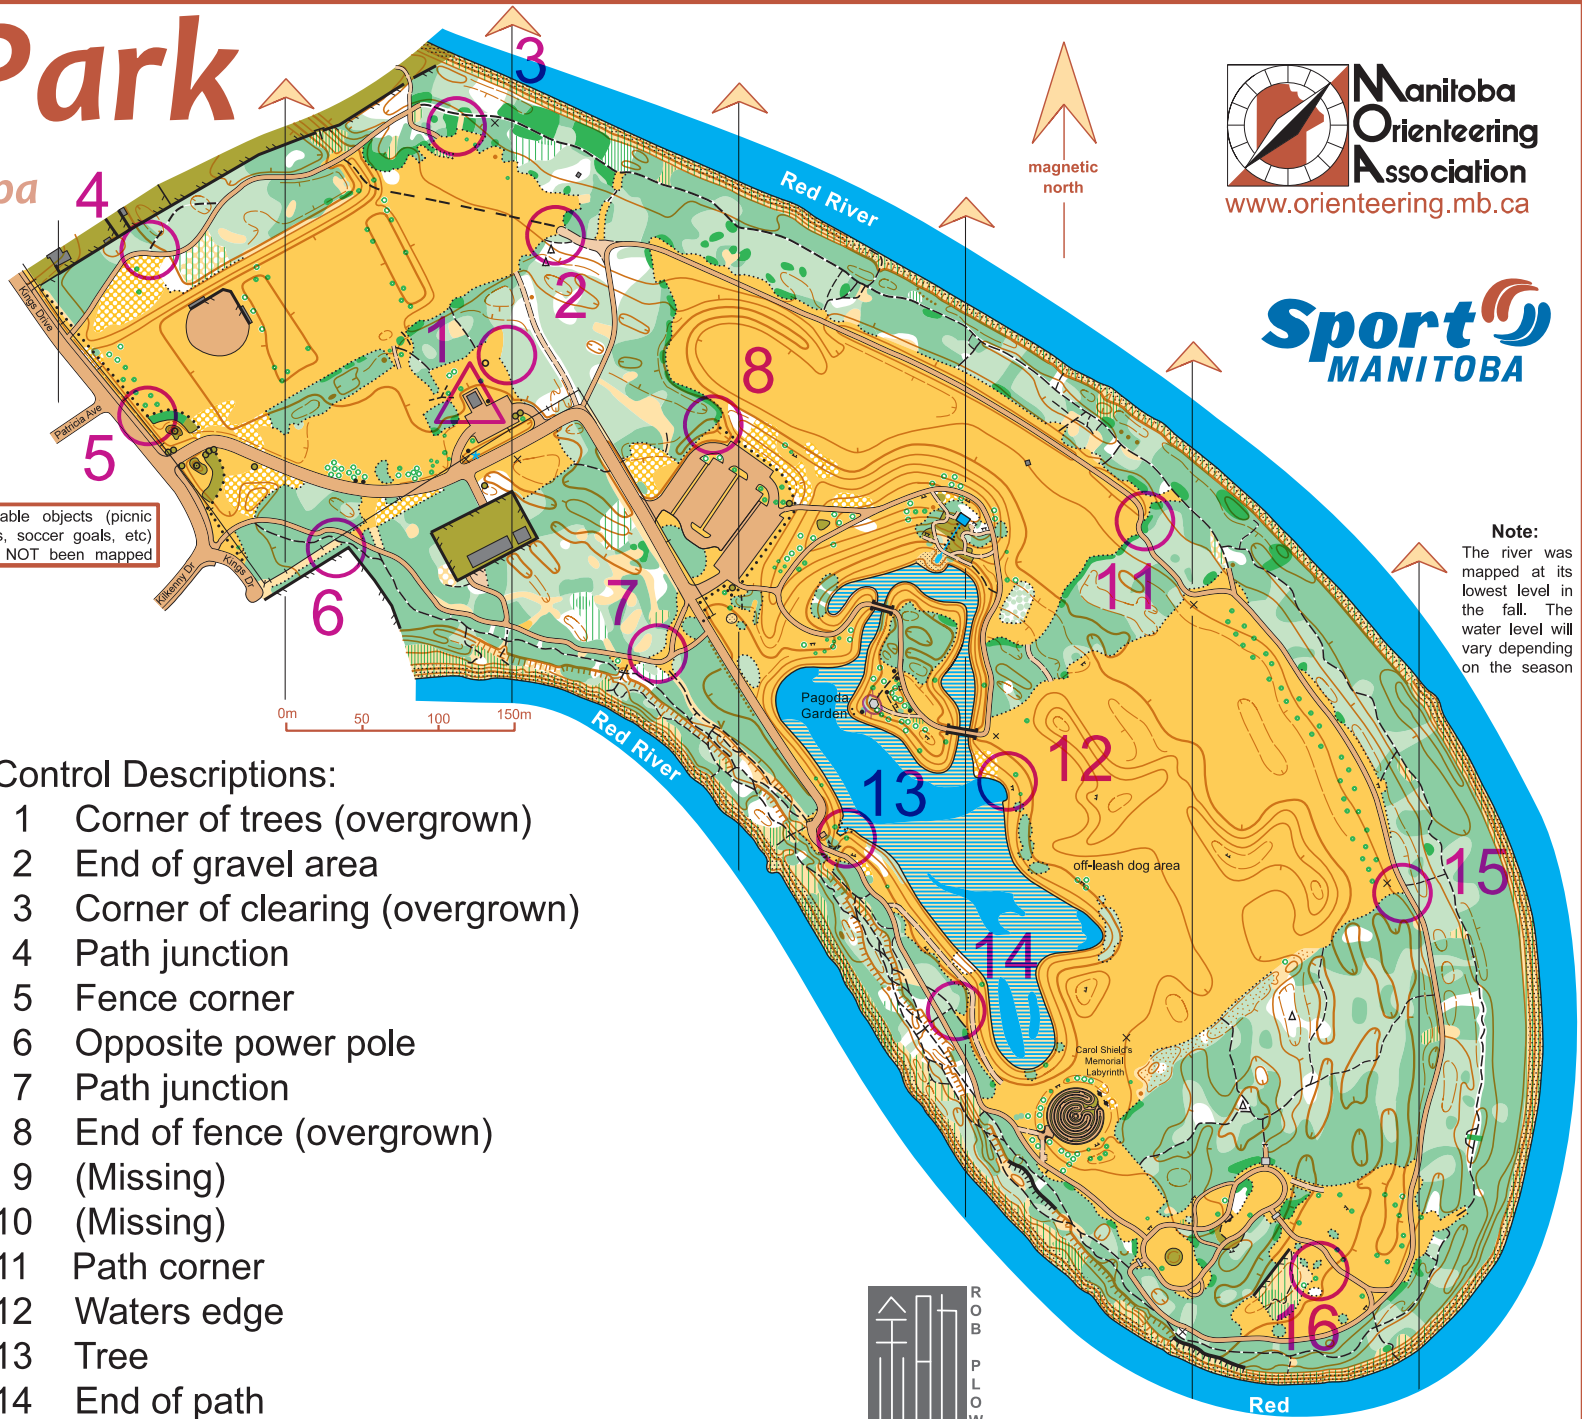 Park
ba
magnetic
north
Manitoba
Orienteering
Association
www.orienteering.mb.ca
Sport
MANITOBA
Red River
3
4
2
1
8
5
6
7
11
12
13
14
15
16
Kings Drive
Patricia Ave
Kilkenny Dr
Kings Dr
able objects (picnic
s, soccer goals, etc)
NOT been mapped
Note:
The river was
mapped at its
lowest level in
the fall. The
water level will
vary depending
on the season
0m 50 100 150m
Red River
Pagoda
Garden
off-leash dog area
Carol Shield's
Memorial
Labyrinth
Control Descriptions:
1 Corner of trees (overgrown)
2 End of gravel area
3 Corner of clearing (overgrown)
4 Path junction
5 Fence corner
6 Opposite power pole
7 Path junction
8 End of fence (overgrown)
9 (Missing)
10 (Missing)
11 Path corner
12 Waters edge
13 Tree
14 End of path
ROB PLOW
Red